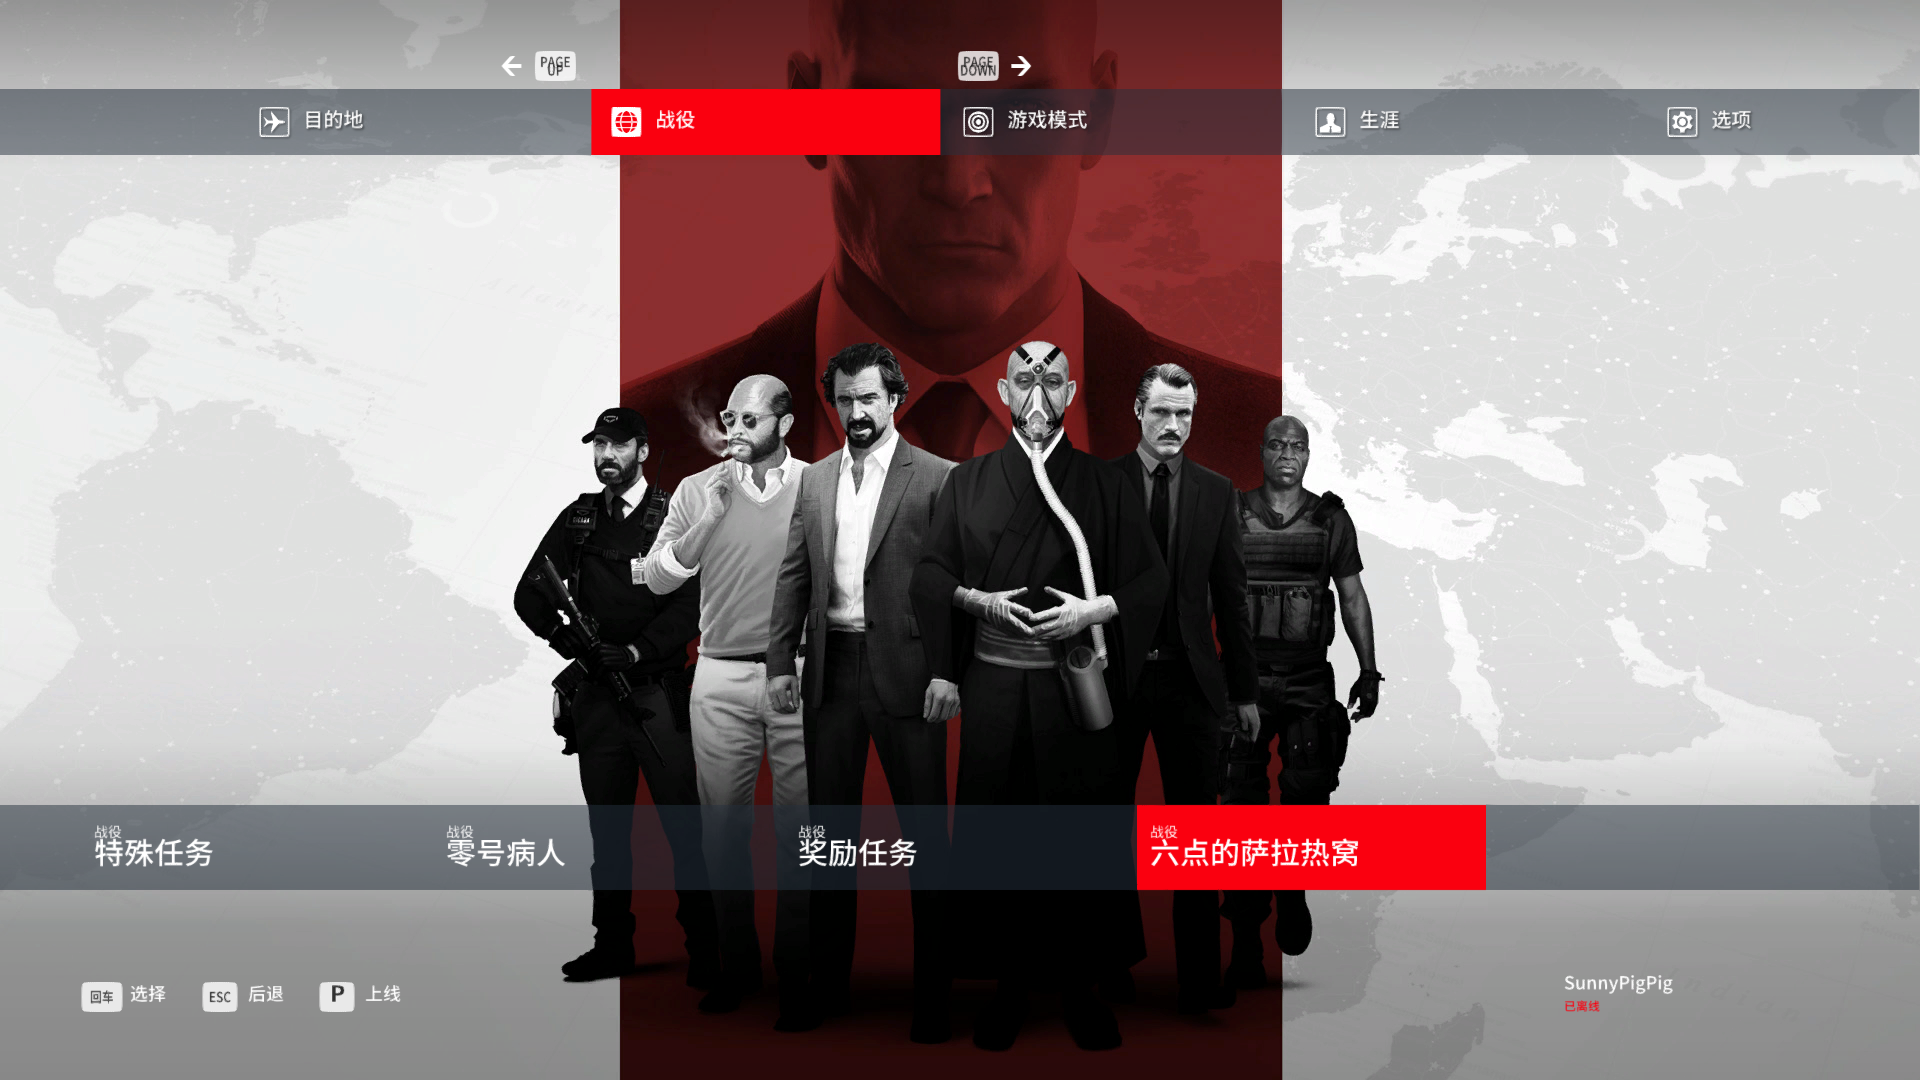 PAGE UP
PAGE DOWN
目的地
战役
游戏模式
生涯
选项
战役
特殊任务
战役
零号病人
战役
奖励任务
战役
六点的萨拉热窝
回车 选择
ESC 后退
P 上线
SunnyPigPig
已离线